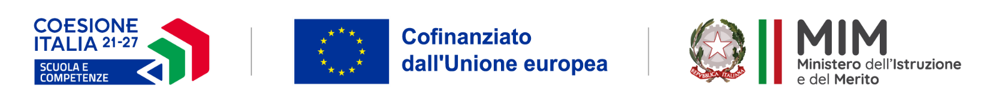 COESIONE
ITALIA 21-27
SCUOLA E
COMPETENZE
Cofinanziato
dall'Unione europea
REPVBBLICA ITALIANA
MIM
Ministero dell'Istruzione
e del Merito